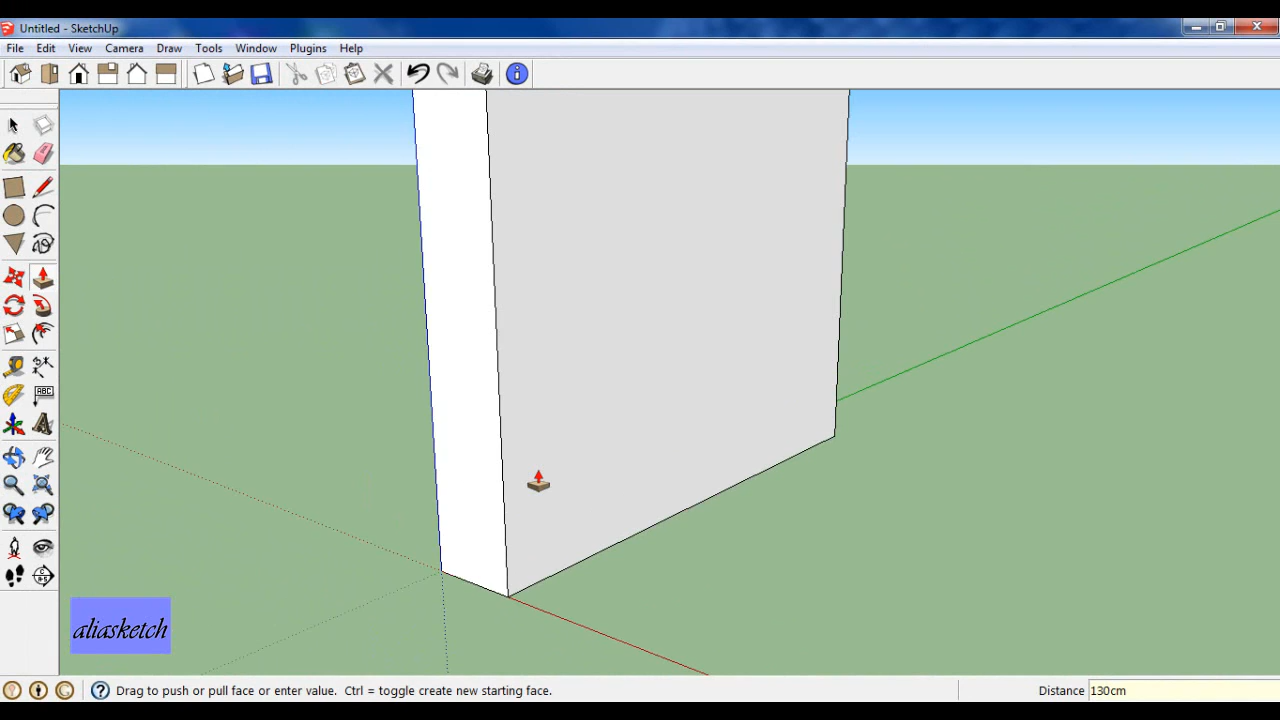 Untitled - SketchUp
File Edit View Camera Draw Tools Window Plugins Help
ABC
aliasketch
Drag to push or pull face or enter value. Ctrl = toggle create new starting face.
Distance 130cm